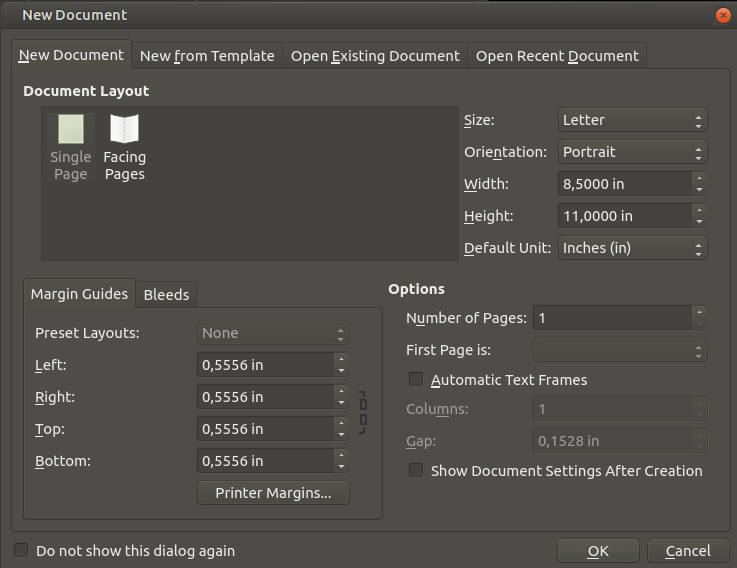 New Document
New Document New from Template Open Existing Document Open Recent Document
Document Layout
Single Page
Facing Pages
Size: Letter
Orientation: Portrait
Width: 8,5000 in
Height: 11,0000 in
Default Unit: Inches (in)
Margin Guides Bleeds
Preset Layouts: None
Left: 0,5556 in
Right: 0,5556 in
Top: 0,5556 in
Bottom: 0,5556 in
Printer Margins...
Options
Number of Pages: 1
First Page is:
Automatic Text Frames
Columns: 1
Gap: 0,1528 in
Show Document Settings After Creation
Do not show this dialog again
OK Cancel